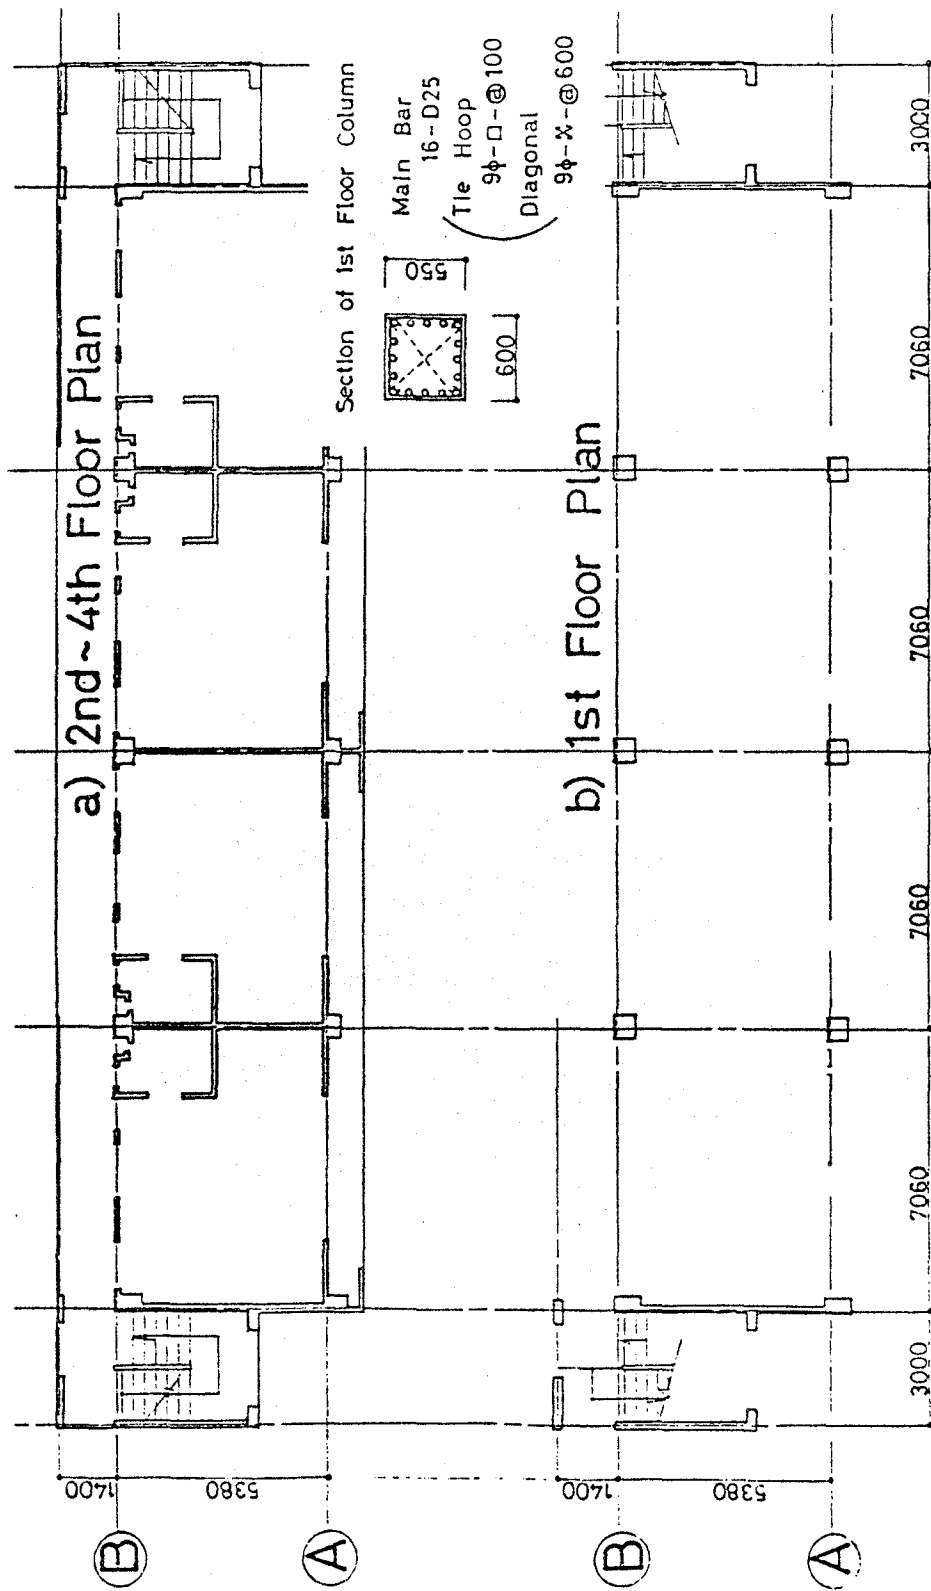 a) 2nd~4th Floor Plan
Section of 1st Floor Column
550
600
Main Bar
16-D25
Tie Hoop
9ϕ-□-@100
Diagonal
9ϕ-※-@600
B
1400
5380
A
b) 1st Floor Plan
B
1400
5380
A
3000
7060
7060
7060
7060
3000